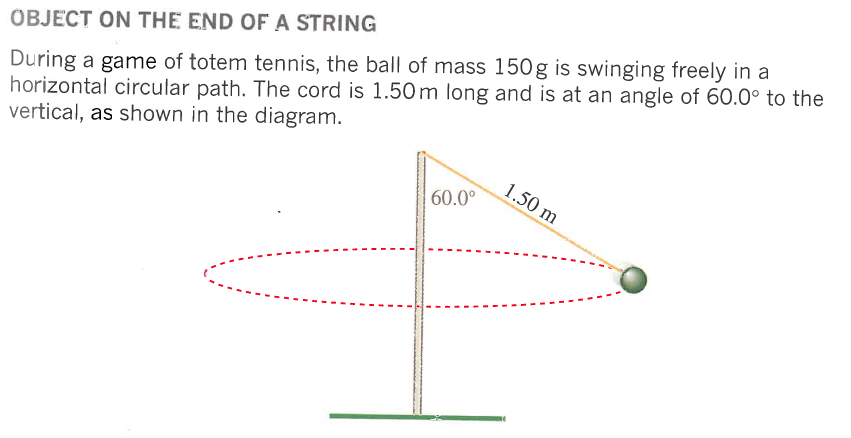 OBJECT ON THE END OF A STRING
During a game of totem tennis, the ball of mass 150 g is swinging freely in a
horizontal circular path. The cord is 1.50 m long and is at an angle of 60.0° to the
vertical, as shown in the diagram.
60.0°
1.50 m